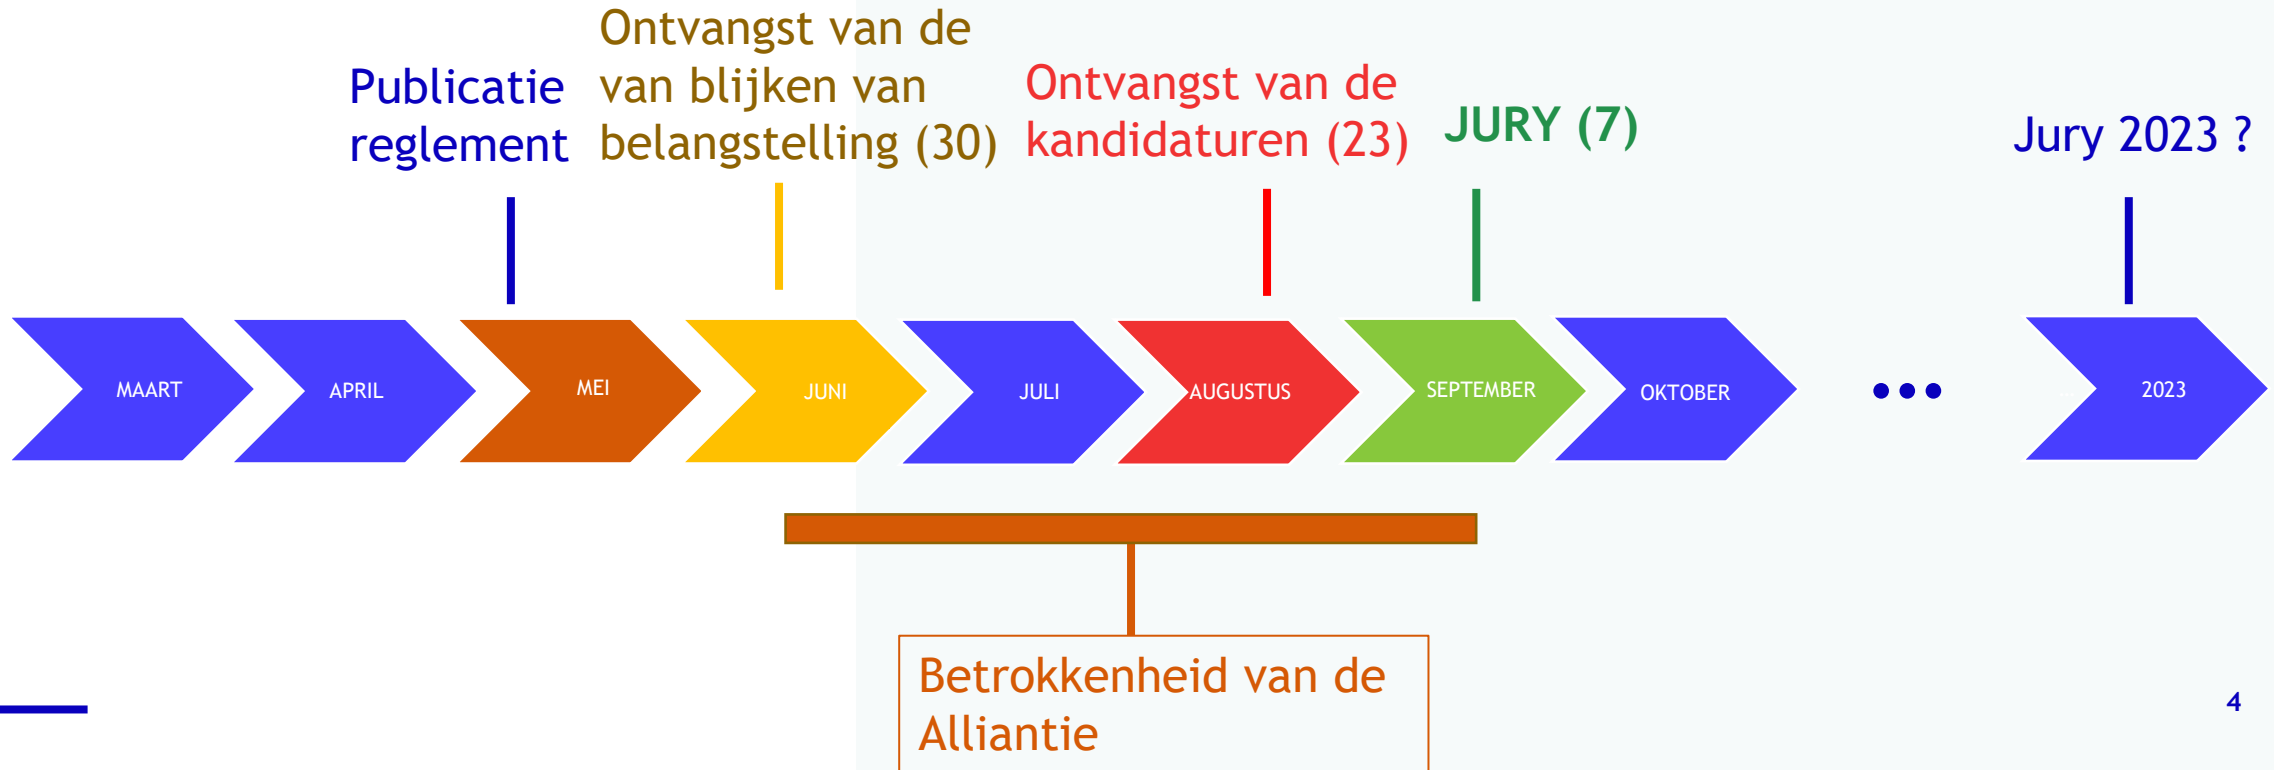 Publicatie
reglement
Ontvangst van de
van blijken van
belangstelling (30)
Ontvangst van de
kandidaturen (23)
JURY (7)
Jury 2023 ?
MAART
APRIL
MEI
JUNI
JULI
AUGUSTUS
SEPTEMBER
OKTOBER
...
2023
Betrokkenheid van de
Alliantie
4